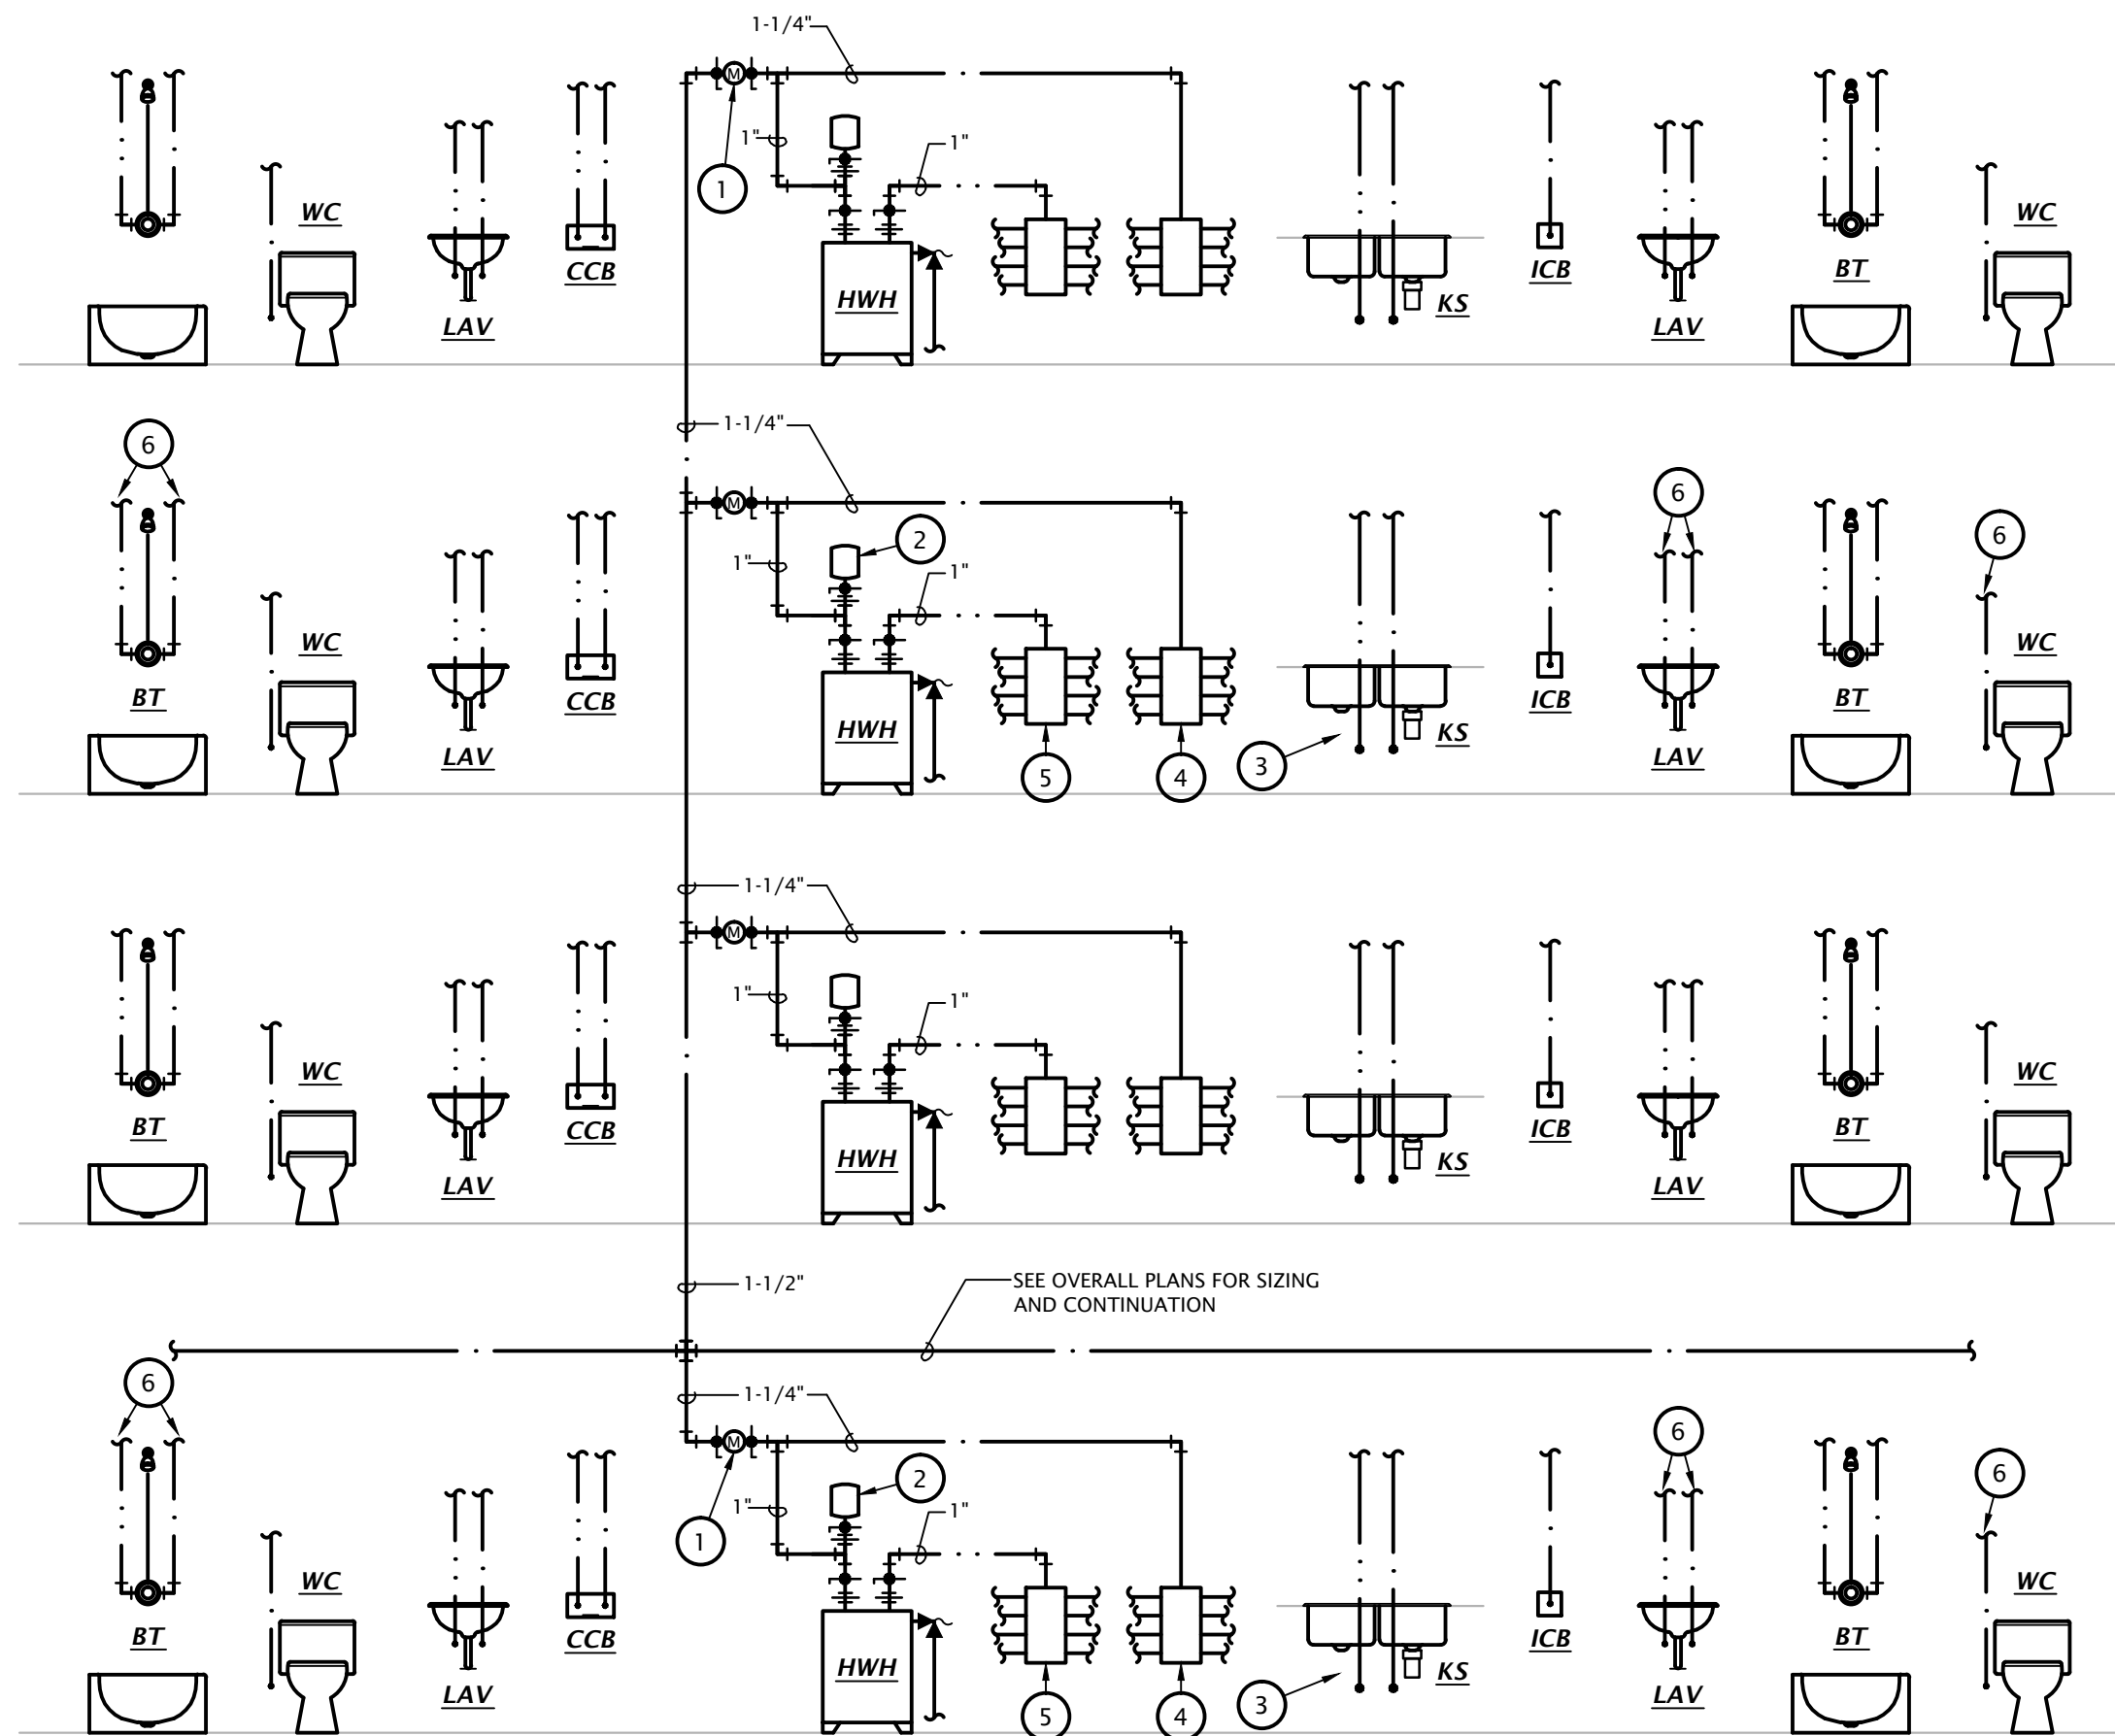 1-1/4"
M
1"
1"
1
WC
WC
CCB
ICB
BT
HWH
KS
LAV
LAV
6
1-1/4"
6
M
2
6
1"
1"
WC
WC
BT
CCB
ICB
BT
HWH
KS
LAV
LAV
5
4
3
1-1/4"
M
1"
1"
WC
WC
BT
CCB
ICB
BT
HWH
KS
LAV
LAV
1-1/2"
SEE OVERALL PLANS FOR SIZING
AND CONTINUATION
6
1-1/4"
6
M
2
6
1"
1"
1
WC
WC
BT
CCB
ICB
BT
HWH
KS
LAV
LAV
5
4
3